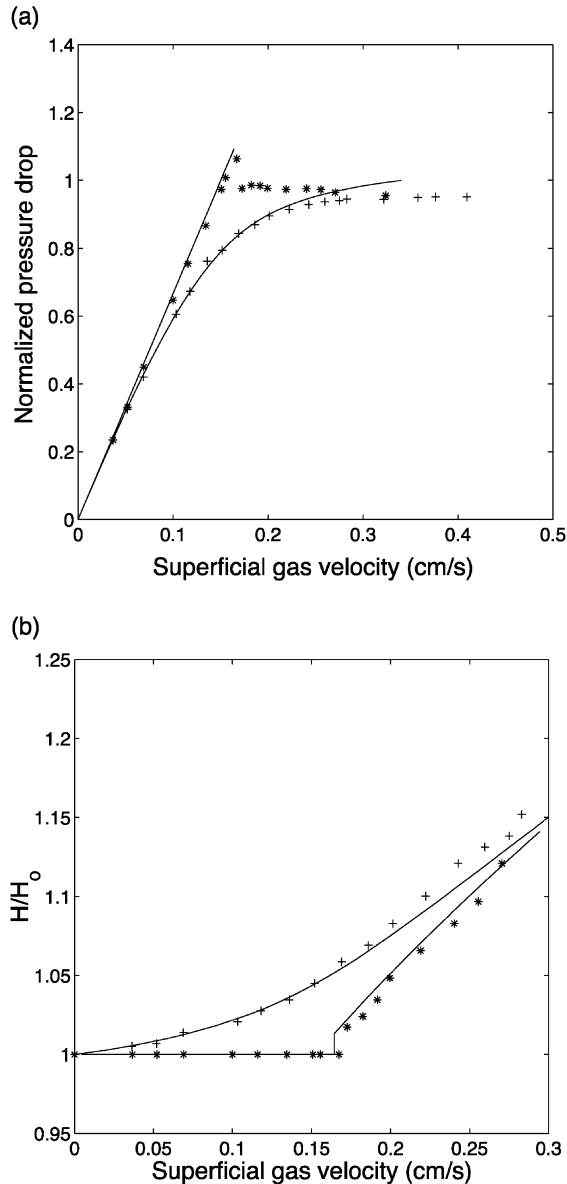 (a)
1.4
1.2
1
0.8
0.6
0.4
0.2
0
0 0.1 0.2 0.3 0.4 0.5
Normalized pressure drop
Superficial gas velocity (cm/s)
(b)
1.25
1.2
1.15
1.1
1.05
1
0.95
0 0.05 0.1 0.15 0.2 0.25 0.3
H/Ho
Superficial gas velocity (cm/s)